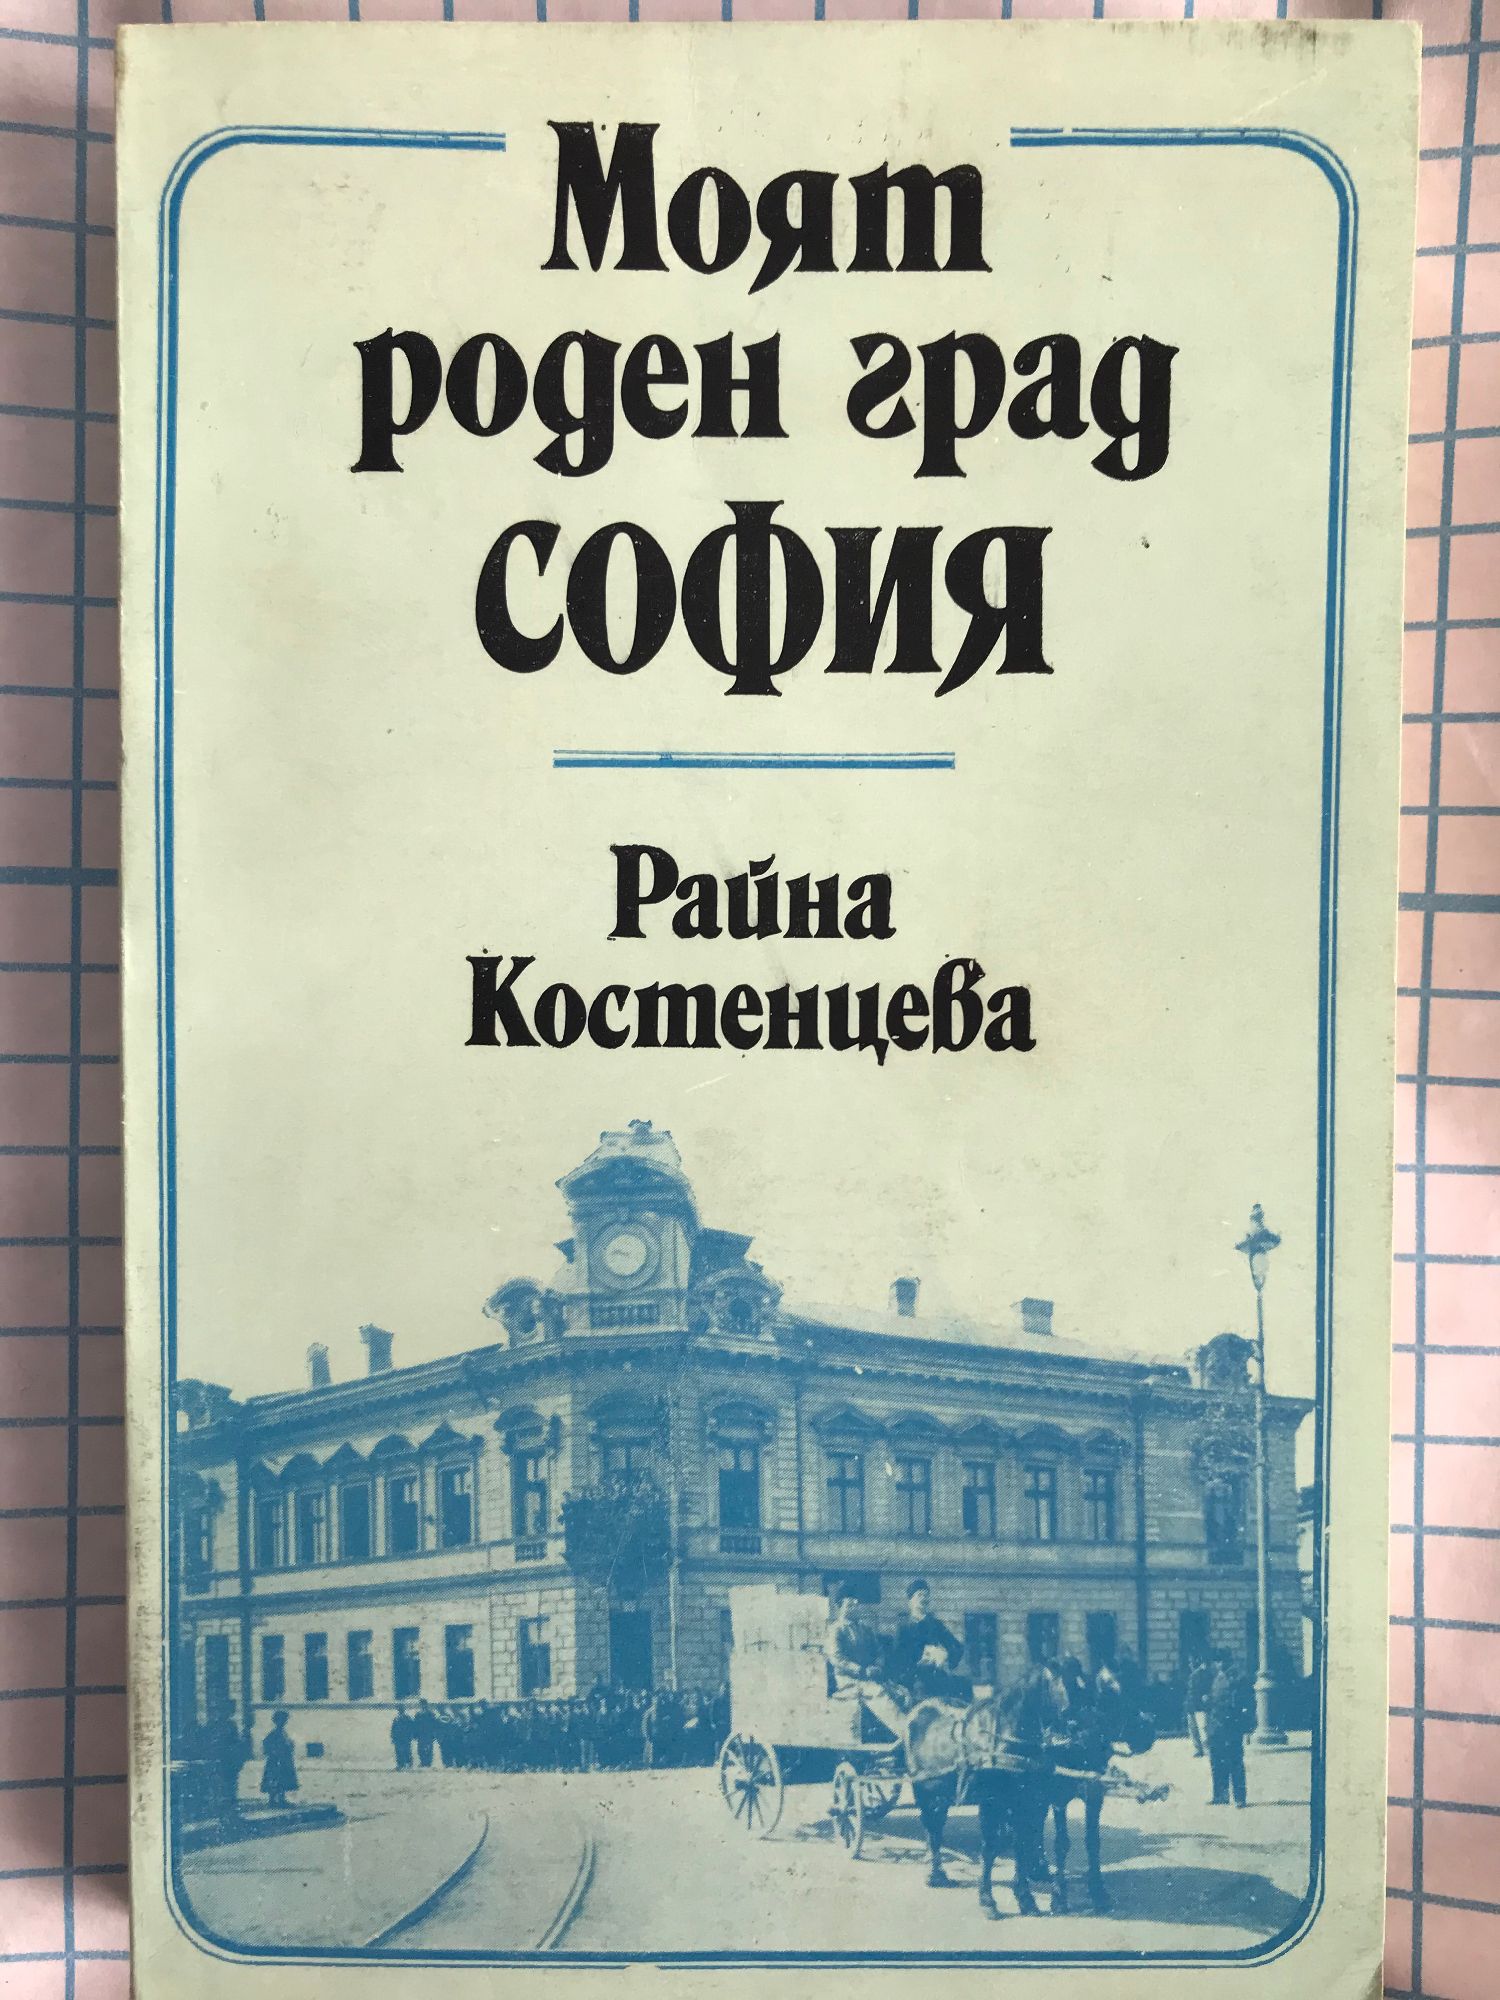 Моят
роден град
СОФИЯ
Райна
Костенцева